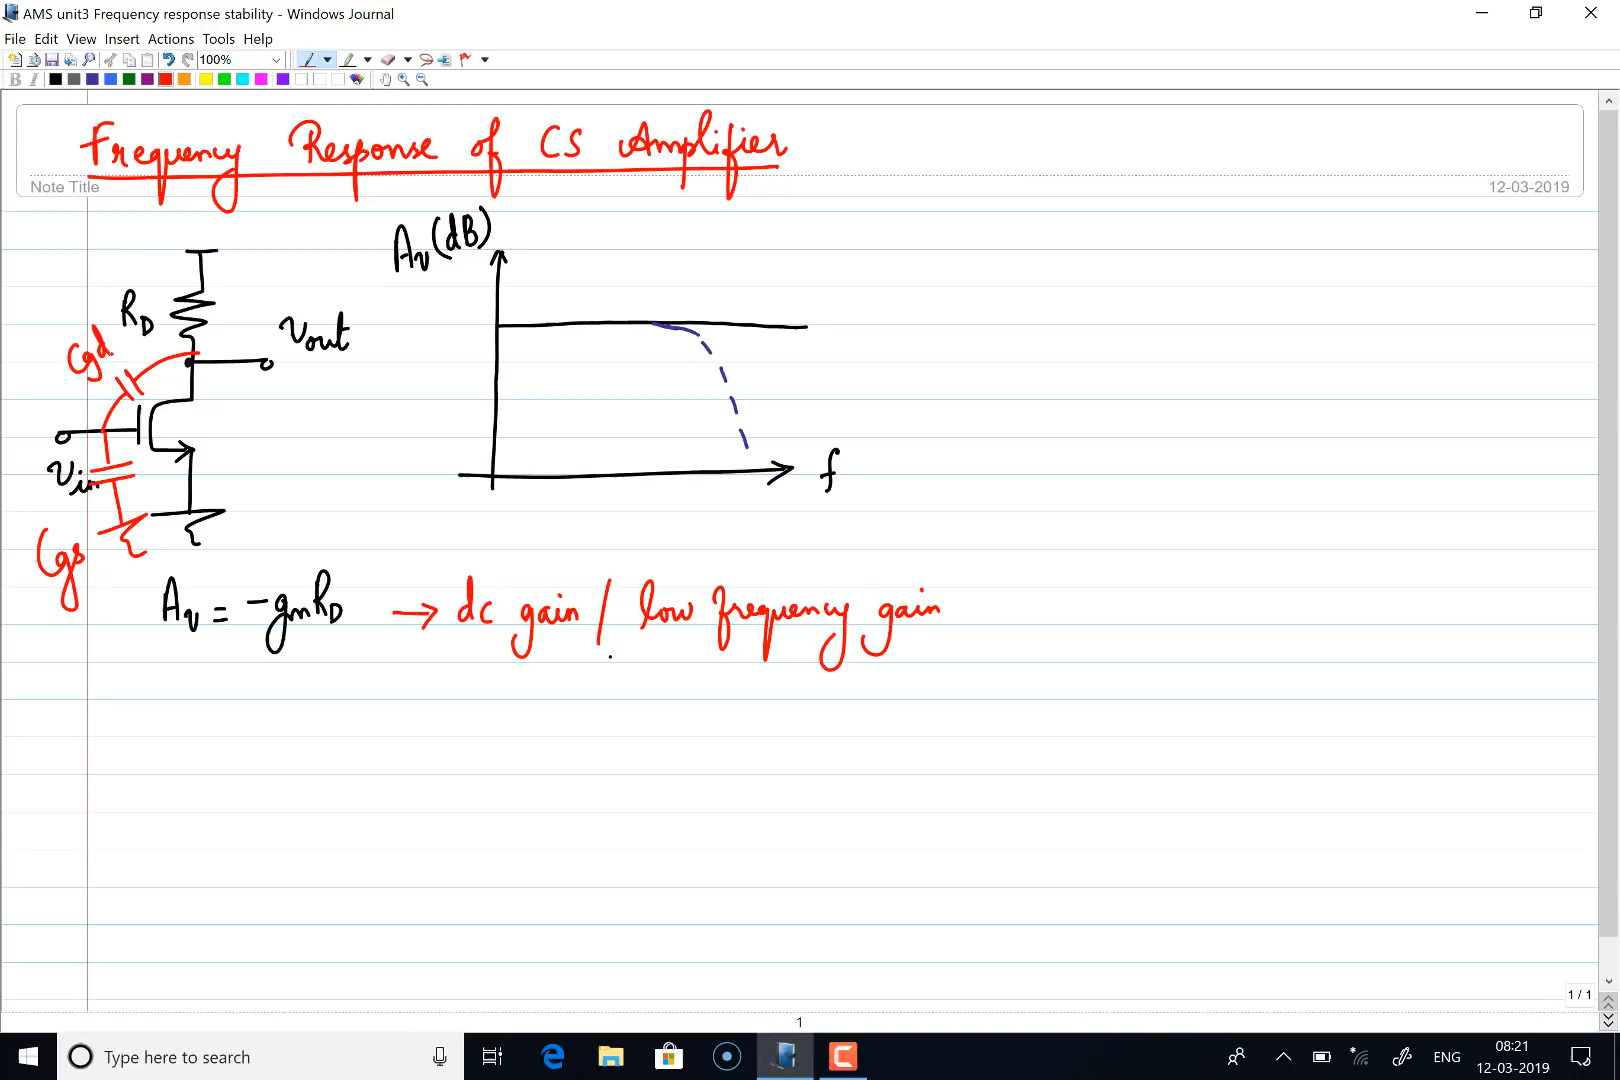 AMS unit3 Frequency response stability - Windows Journal
File Edit View Insert Actions Tools Help
100%
B I
Frequency Response of CS Amplifier
Note Title
12-03-2019
Av (dB)
RD
Vout
Cgd
Vin
f
Cgs
Av = -gmRD → dc gain / low frequency gain
1 / 1
1
Type here to search
ENG
08:21
12-03-2019